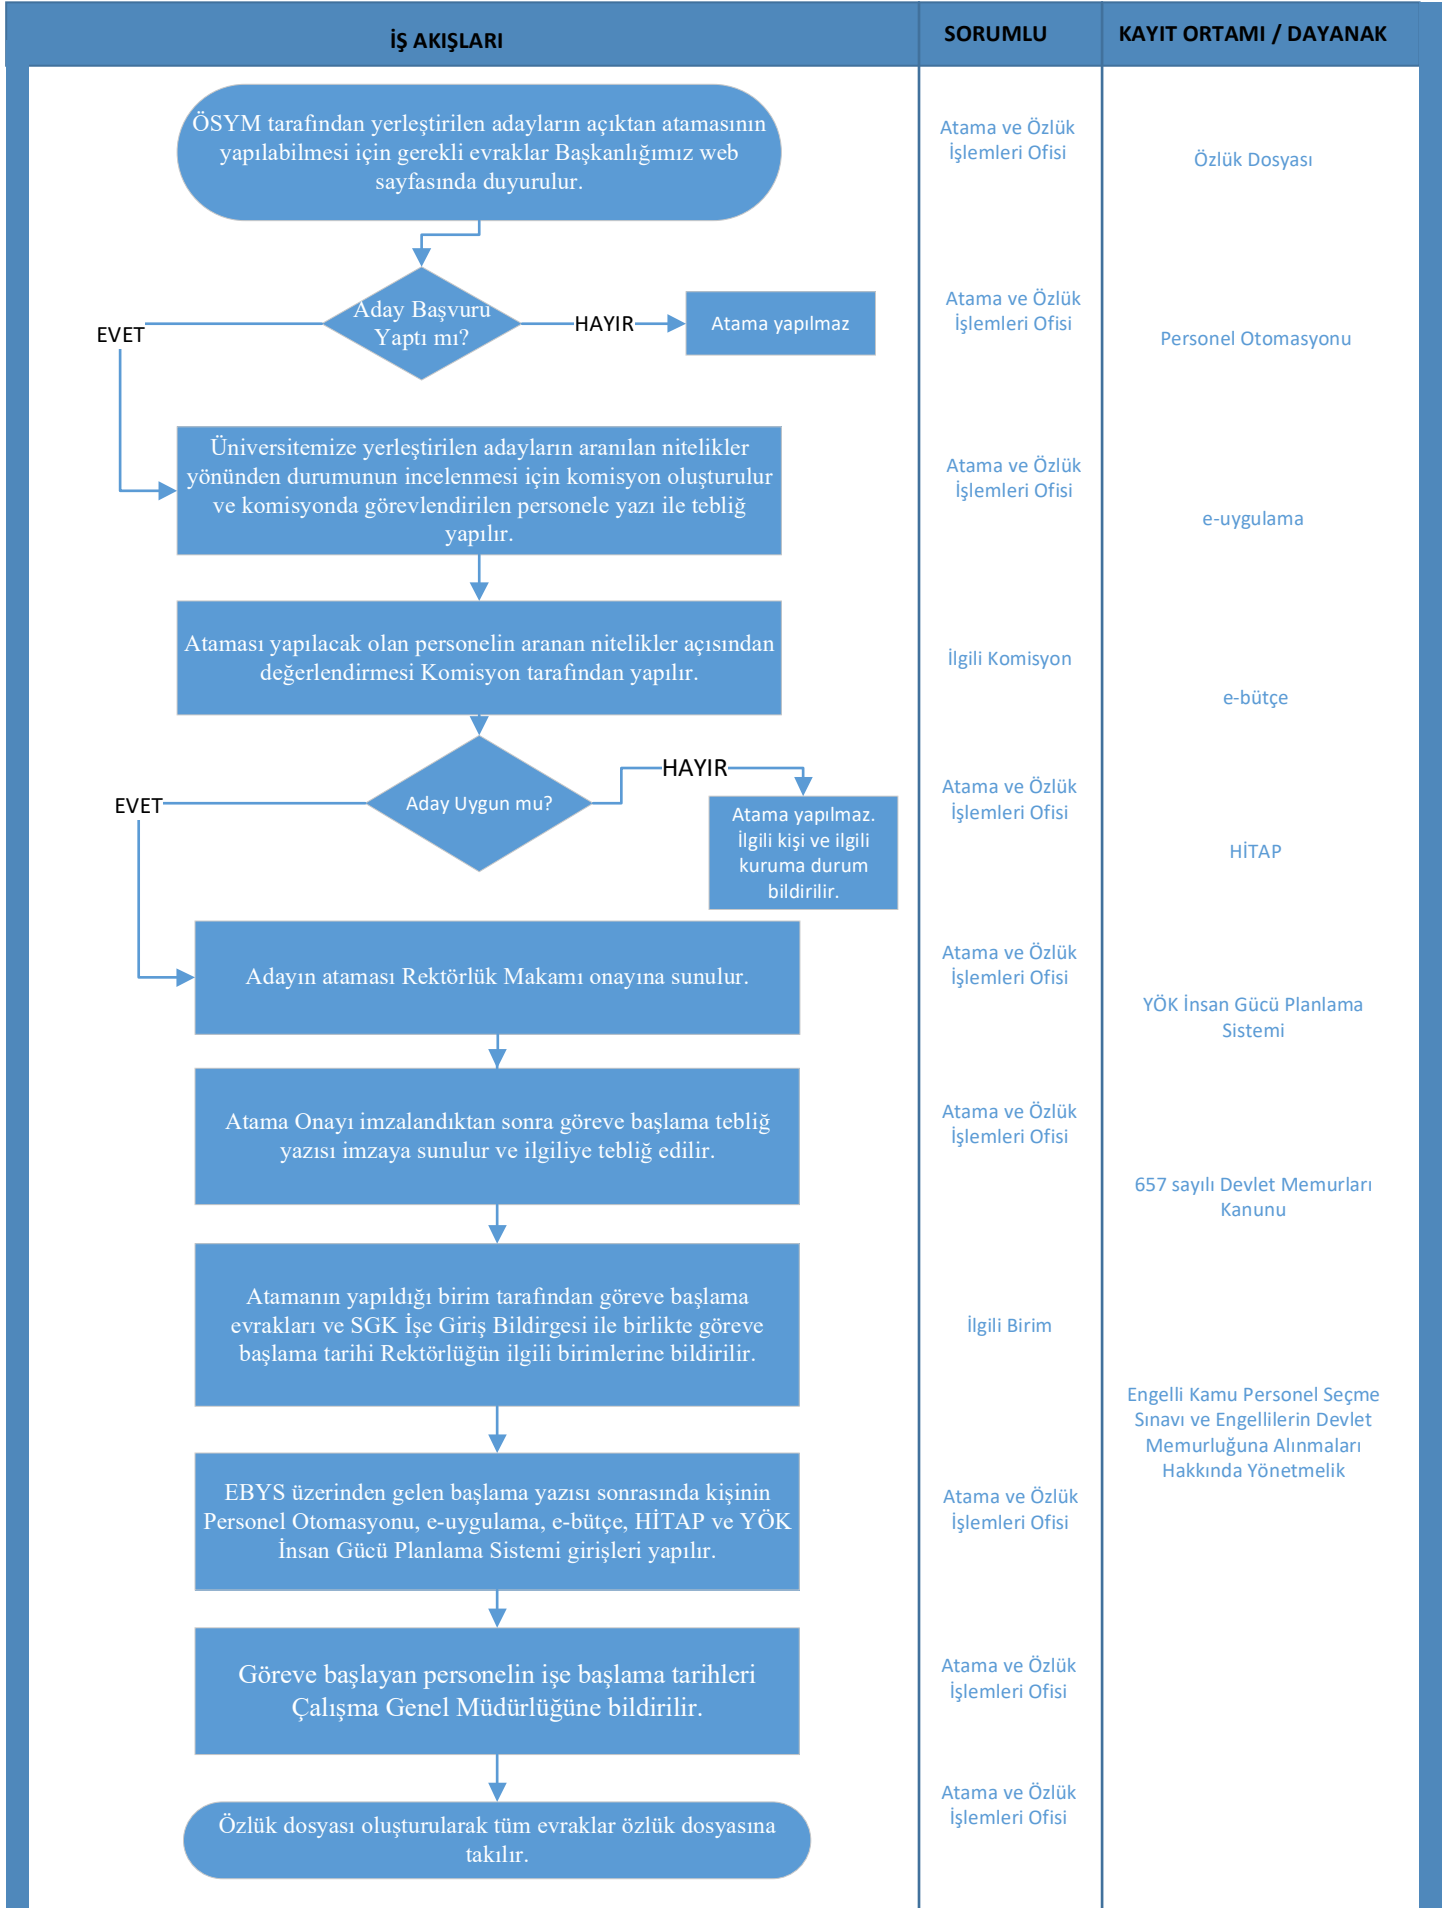 İŞ AKIŞLARI
SORUMLU
KAYIT ORTAMI / DAYANAK
ÖSYM tarafından yerleştirilen adayların açıktan atamasının
yapılabilmesi için gerekli evraklar Başkanlığımız web
sayfasında duyurulur.
Atama ve Özlük
İşlemleri Ofisi
Özlük Dosyası
Aday Başvuru
Yaptı mı?
EVET
HAYIR
Atama yapılmaz
Atama ve Özlük
İşlemleri Ofisi
Personel Otomasyonu
Üniversitemize yerleştirilen adayların aranılan nitelikler
yönünden durumunun incelenmesi için komisyon oluşturulur
ve komisyonda görevlendirilen personele yazı ile tebliğ
yapılır.
Atama ve Özlük
İşlemleri Ofisi
e-uygulama
Ataması yapılacak olan personelin aranan nitelikler açısından
değerlendirmesi Komisyon tarafından yapılır.
İlgili Komisyon
e-bütçe
Aday Uygun mu?
EVET
HAYIR
Atama yapılmaz.
İlgili kişi ve ilgili
kuruma durum
bildirilir.
Atama ve Özlük
İşlemleri Ofisi
HİTAP
Adayın ataması Rektörlük Makamı onayına sunulur.
Atama ve Özlük
İşlemleri Ofisi
YÖK İnsan Gücü Planlama
Sistemi
Atama Onayı imzalandıktan sonra göreve başlama tebliğ
yazısı imzaya sunulur ve ilgiliye tebliğ edilir.
Atama ve Özlük
İşlemleri Ofisi
657 sayılı Devlet Memurları
Kanunu
Atamanın yapıldığı birim tarafından göreve başlama
evrakları ve SGK İşe Giriş Bildirgesi ile birlikte göreve
başlama tarihi Rektörlüğün ilgili birimlerine bildirilir.
İlgili Birim
Engelli Kamu Personel Seçme
Sınavı ve Engellilerin Devlet
Memurluğuna Alınmaları
Hakkında Yönetmelik
EBYS üzerinden gelen başlama yazısı sonrasında kişinin
Personel Otomasyonu, e-uygulama, e-bütçe, HİTAP ve YÖK
İnsan Gücü Planlama Sistemi girişleri yapılır.
Atama ve Özlük
İşlemleri Ofisi
Göreve başlayan personelin işe başlama tarihleri
Çalışma Genel Müdürlüğüne bildirilir.
Atama ve Özlük
İşlemleri Ofisi
Özlük dosyası oluşturularak tüm evraklar özlük dosyasına
takılır.
Atama ve Özlük
İşlemleri Ofisi